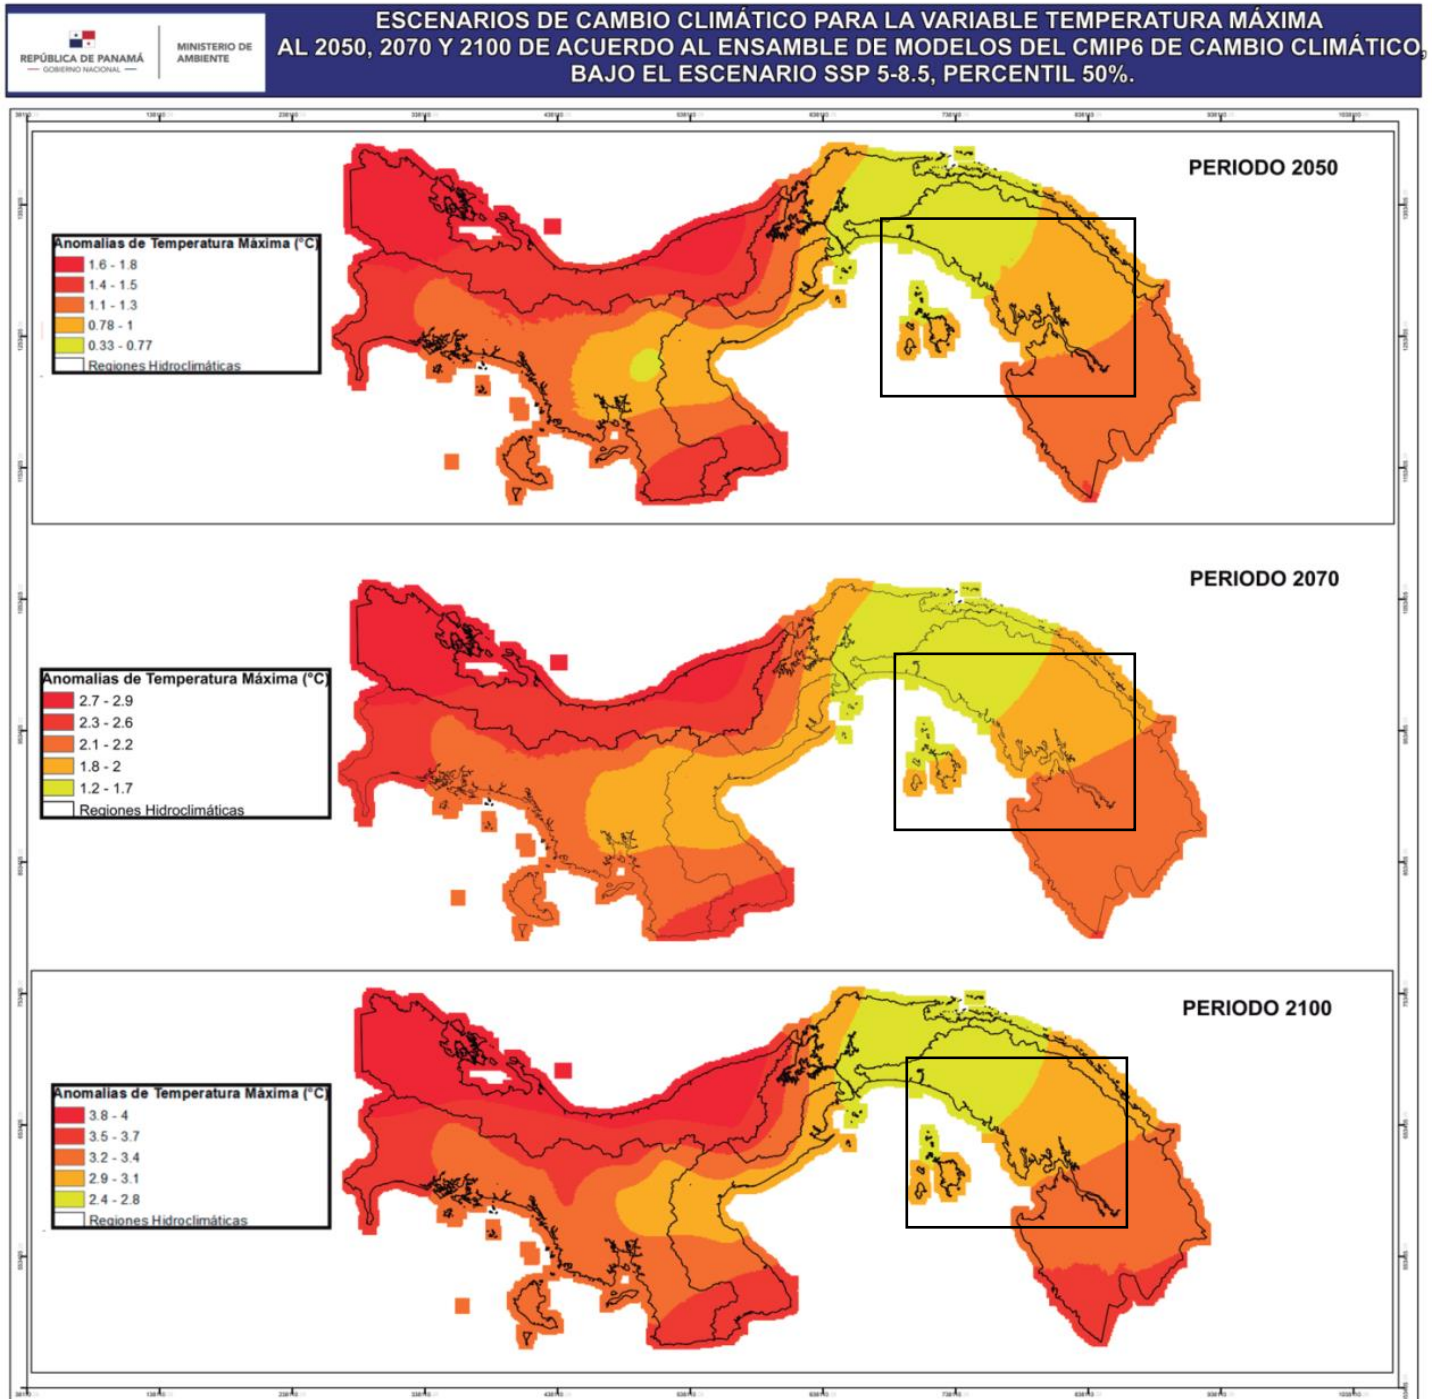 REPÚBLICA DE PANAMÁ
— GOBIERNO NACIONAL —
MINISTERIO DE
AMBIENTE
ESCENARIOS DE CAMBIO CLIMÁTICO PARA LA VARIABLE TEMPERATURA MÁXIMA
AL 2050, 2070 Y 2100 DE ACUERDO AL ENSAMBLE DE MODELOS DEL CMIP6 DE CAMBIO CLIMÁTICO,
BAJO EL ESCENARIO SSP 5-8.5, PERCENTIL 50%.
PERIODO 2050
Anomalias de Temperatura Máxima (°C)
1.6 - 1.8
1.4 - 1.5
1.1 - 1.3
0.78 - 1
0.33 - 0.77
Regiones Hidroclimáticas
PERIODO 2070
Anomalias de Temperatura Máxima (°C)
2.7 - 2.9
2.3 - 2.6
2.1 - 2.2
1.8 - 2
1.2 - 1.7
Regiones Hidroclimáticas
PERIODO 2100
Anomalias de Temperatura Máxima (°C)
3.8 - 4
3.5 - 3.7
3.2 - 3.4
2.9 - 3.1
2.4 - 2.8
Regiones Hidroclimáticas